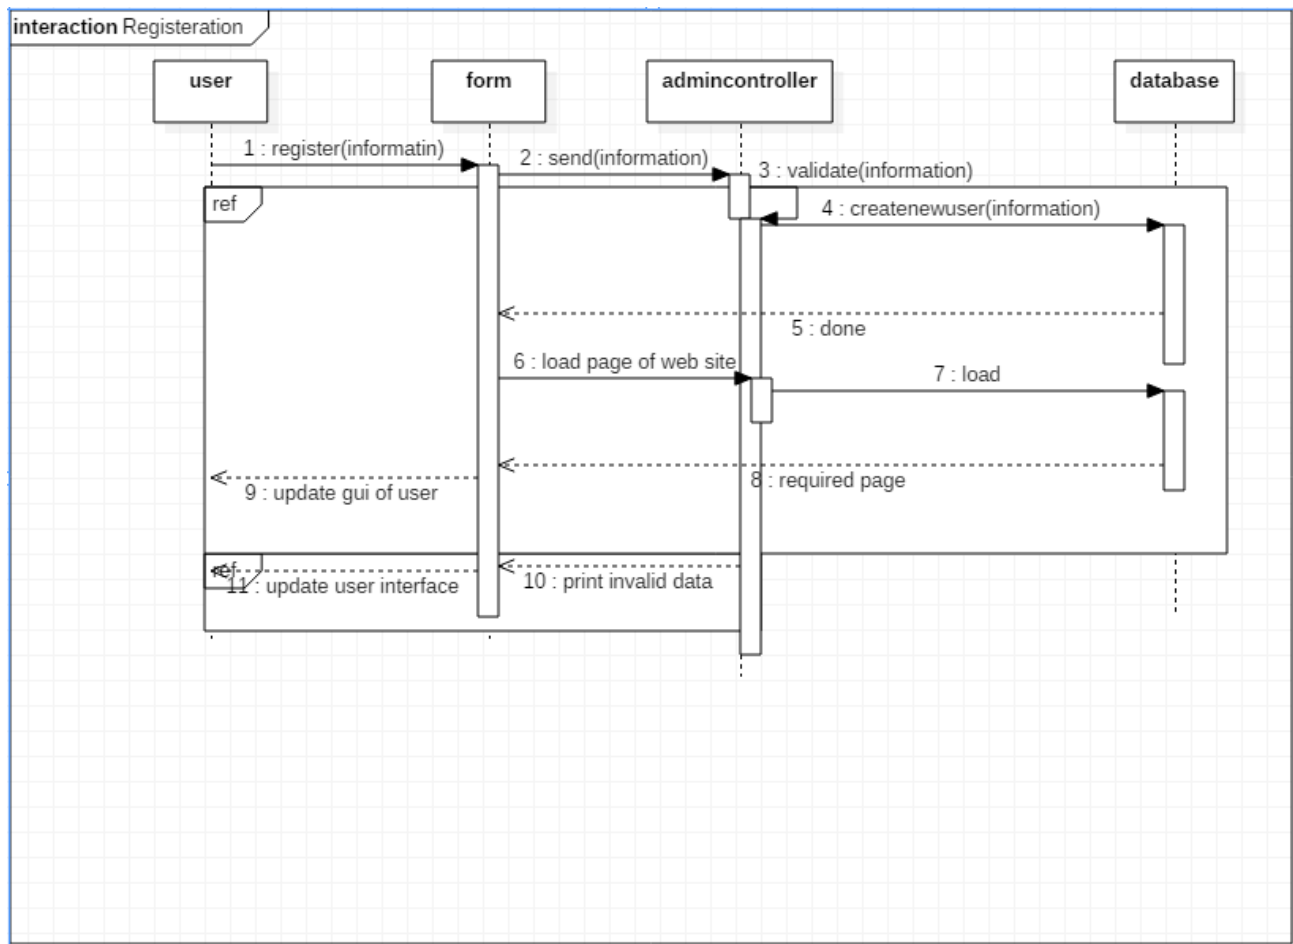 interaction Registeration
user
form
admincontroller
database
1 : register(informatin)
2 : send(information)
3 : validate(information)
ref
4 : createnewuser(information)
5 : done
6 : load page of web site
7 : load
8 : required page
9 : update gui of user
ref
10 : print invalid data
11 : update user interface